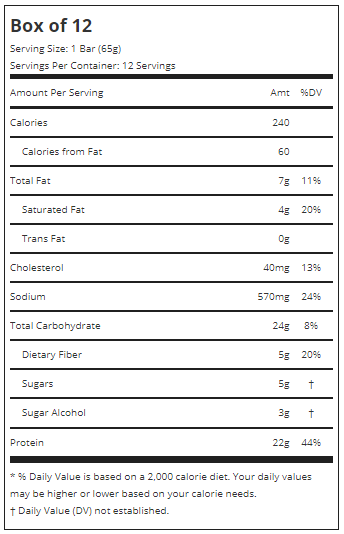 Box of 12
Serving Size: 1 Bar (65g)
Servings Per Container: 12 Servings
Amount Per Serving Amt %DV
Calories 240
Calories from Fat 60
Total Fat 7g 11%
Saturated Fat 4g 20%
Trans Fat 0g
Cholesterol 40mg 13%
Sodium 570mg 24%
Total Carbohydrate 24g 8%
Dietary Fiber 5g 20%
Sugars 5g †
Sugar Alcohol 3g †
Protein 22g 44%
* % Daily Value is based on a 2,000 calorie diet. Your daily values
may be higher or lower based on your calorie needs.
† Daily Value (DV) not established.